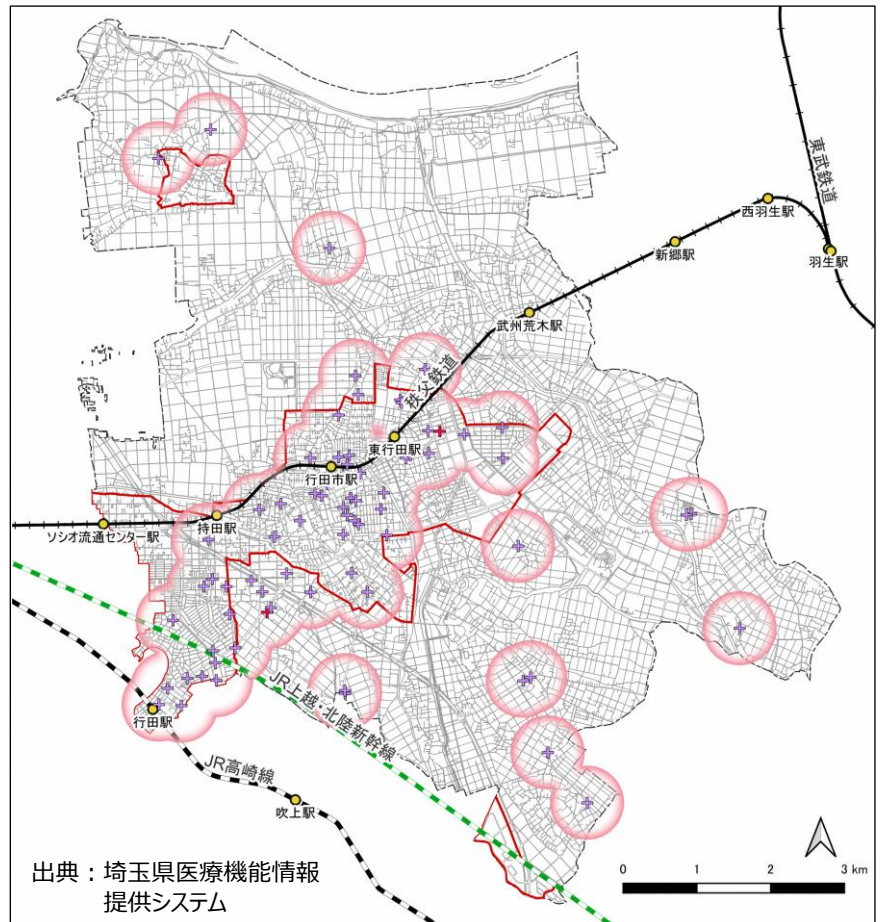 東武鉄道
西羽生駅
新郷駅
羽生駅
武州荒木駅
秩父鉄道
東行田駅
行田市駅
持田駅
ソシオ流通センター駅
JR上越・北陸新幹線
行田駅
JR高崎線
吹上駅
出典：埼玉県医療機能情報
提供システム
0 1 2 3 km